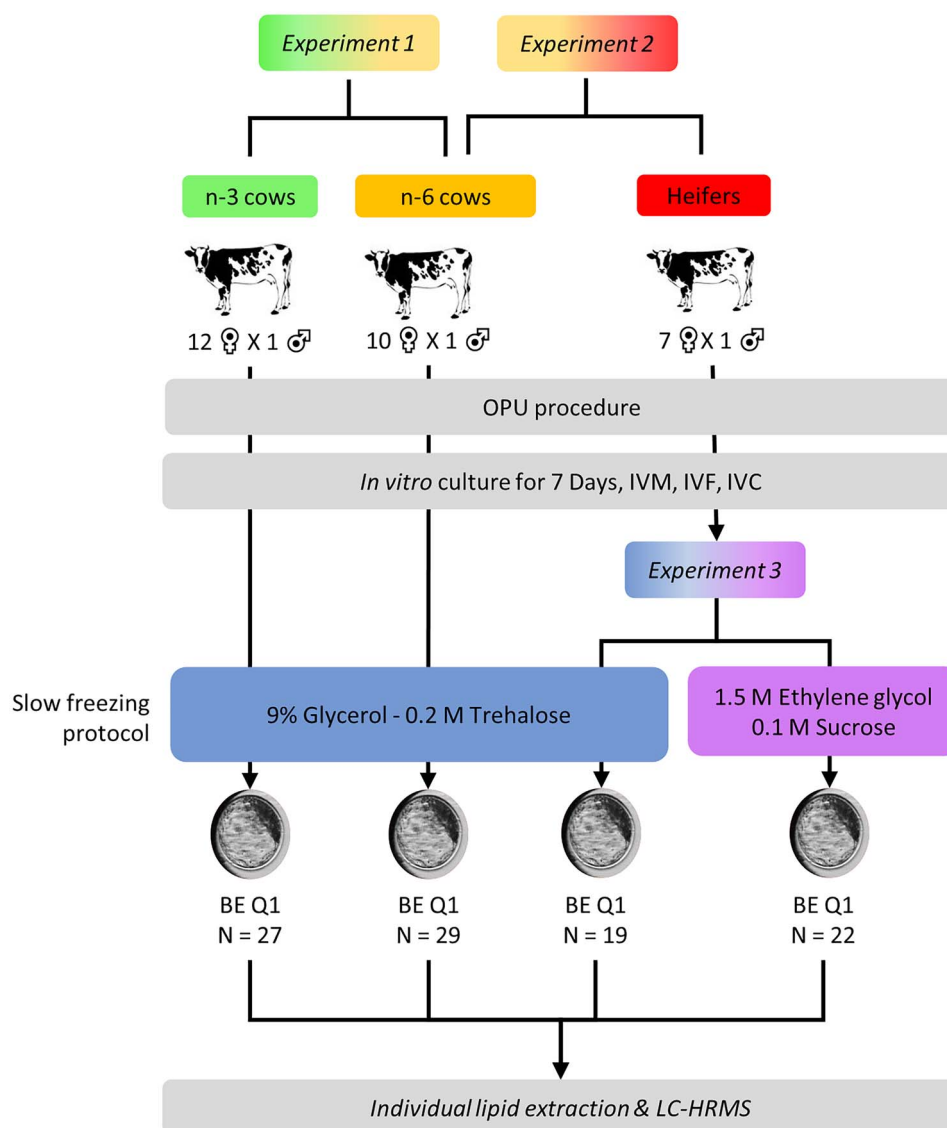 Experiment 1
Experiment 2
n-3 cows
n-6 cows
Heifers
12 X 1
10 X 1
7 X 1
OPU procedure
In vitro culture for 7 Days, IVM, IVF, IVC
Experiment 3
Slow freezing
protocol
9% Glycerol - 0.2 M Trehalose
1.5 M Ethylene glycol
0.1 M Sucrose
BE Q1
N = 27
BE Q1
N = 29
BE Q1
N = 19
BE Q1
N = 22
Individual lipid extraction & LC-HRMS